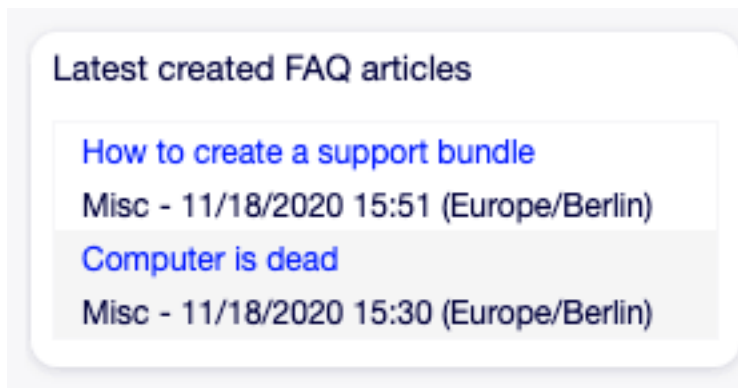 Latest created FAQ articles
How to create a support bundle
Misc - 11/18/2020 15:51 (Europe/Berlin)
Computer is dead
Misc - 11/18/2020 15:30 (Europe/Berlin)